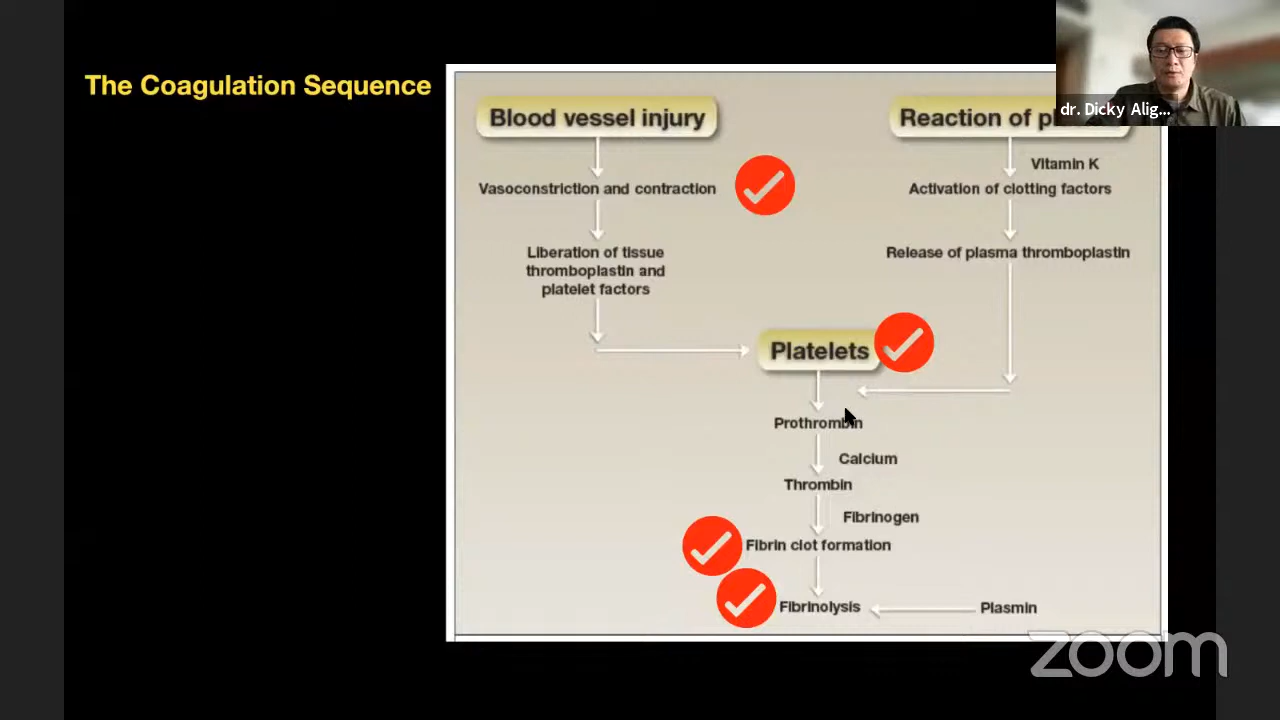 The Coagulation Sequence
Blood vessel injury
Vasoconstriction and contraction
Liberation of tissue
thromboplastin and
platelet factors
Reaction of
dr. Dicky Alig...
Vitamin K
Activation of clotting factors
Release of plasma thromboplastin
Platelets
Prothrombin
Calcium
Thrombin
Fibrinogen
Fibrin clot formation
Fibrinolysis
Plasmin
zoom